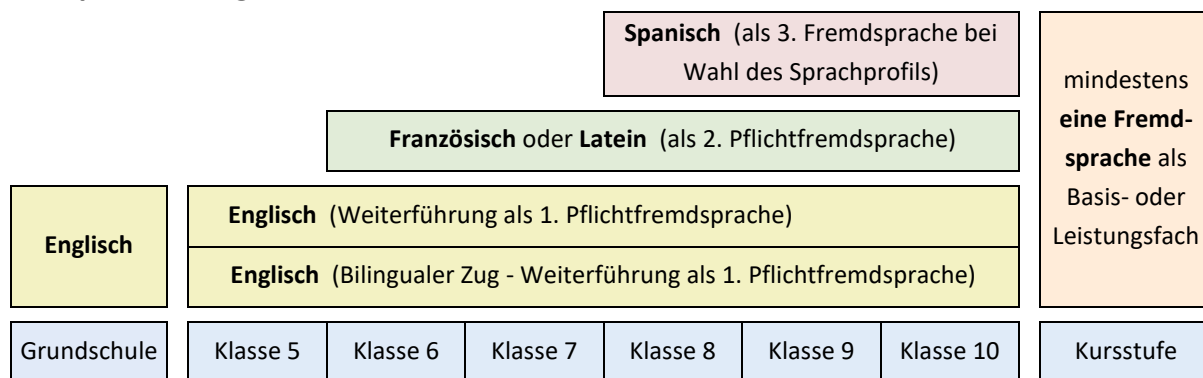 Spanisch (als 3. Fremdsprache bei
Wahl des Sprachprofils)
Französisch oder Latein (als 2. Pflichtfremdsprache)
Englisch
Englisch (Weiterführung als 1. Pflichtfremdsprache)
Englisch (Bilingualer Zug - Weiterführung als 1. Pflichtfremdsprache)
mindestens
eine Fremd-
sprache als
Basis- oder
Leistungsfach
Grundschule
Klasse 5
Klasse 6
Klasse 7
Klasse 8
Klasse 9
Klasse 10
Kursstufe